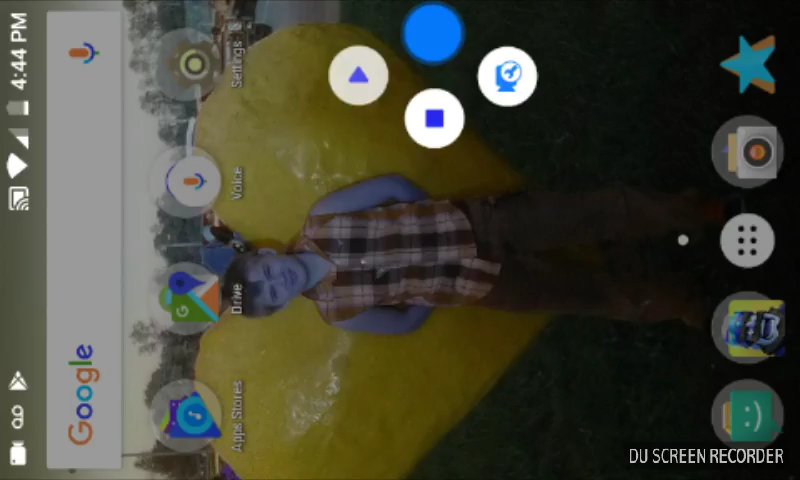 4:44 PM
Google
Apps Stores
Drive
Voice
Settings
DU SCREEN RECORDER